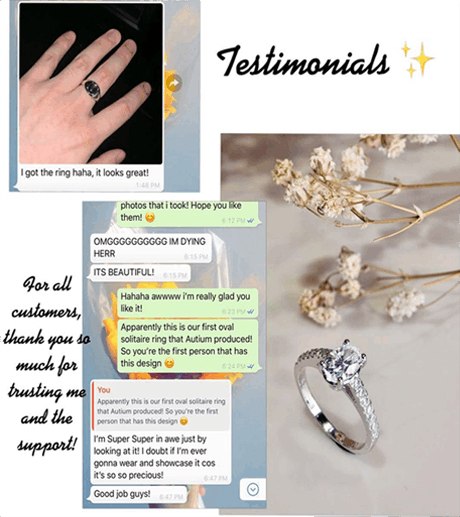 Testimonials ✨
I got the ring haha, it looks great!
1:48 PM
photos that i took! Hope you like
them! 😋
6:12 PM
OMGGGGGGGGGG IM DYING
HERR
6:15 PM
ITS BEAUTIFUL!
6:15 PM
Hahaha awwww i'm really glad you
like it!
6:23 PM
Apparently this is our first oval
solitaire ring that Autium produced!
So you're the first person that has
this design 😋
6:24 PM
You
Apparently this is our first oval solitaire ring
that Autium produced! So you're the first
person that has this design 😋
I'm Super Super in awe just by
looking at it! I doubt if I'm ever
gonna wear and showcase it cos
it's so so precious!
6:47 PM
Good job guys!
6:47 PM
For all
customers,
thank you so
much for
trusting me
and the
support!